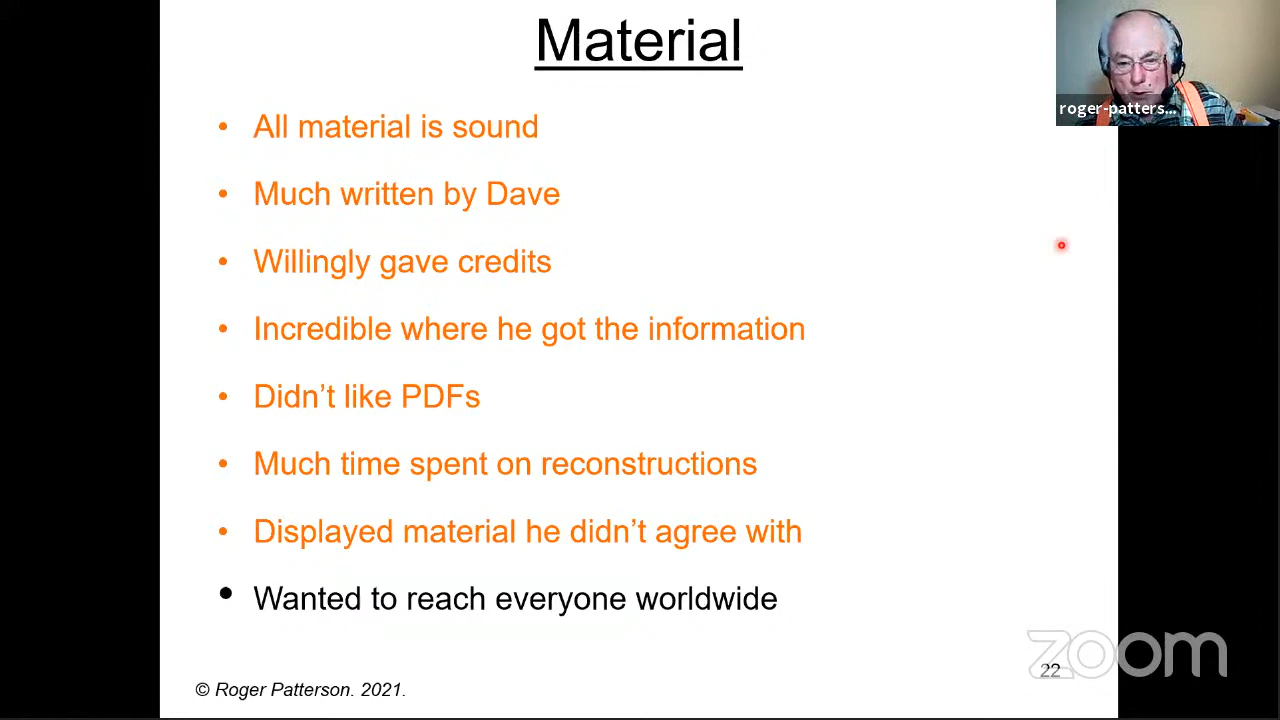 Material
roger-patters...
• All material is sound
• Much written by Dave
• Willingly gave credits
• Incredible where he got the information
• Didn’t like PDFs
• Much time spent on reconstructions
• Displayed material he didn’t agree with
• Wanted to reach everyone worldwide
zoom
22
© Roger Patterson. 2021.